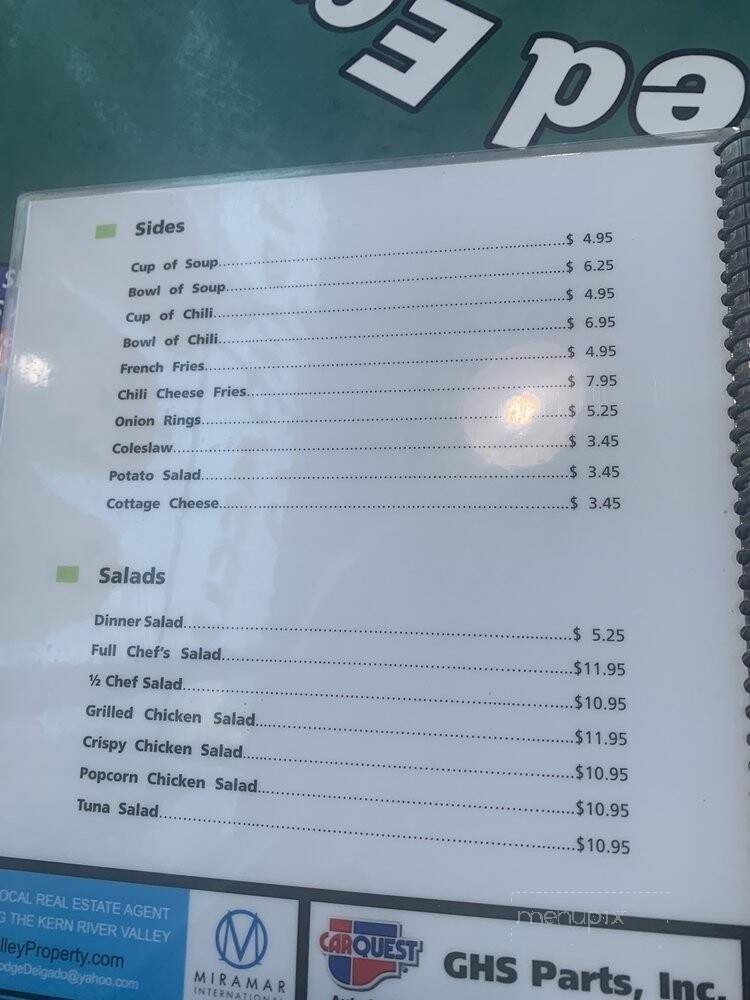 ed Ea
Sides
Cup of Soup $ 4.95
Bowl of Soup $ 6.25
Cup of Chili $ 4.95
Bowl of Chili $ 6.95
French Fries $ 4.95
Chili Cheese Fries $ 7.95
Onion Rings $ 5.25
Coleslaw $ 3.45
Potato Salad $ 3.45
Cottage Cheese $ 3.45
Salads
Dinner Salad $ 5.25
Full Chef's Salad $11.95
½ Chef Salad $10.95
Grilled Chicken Salad $11.95
Crispy Chicken Salad $10.95
Popcorn Chicken Salad $10.95
Tuna Salad $10.95
OCAL REAL ESTATE AGENT
G THE KERN RIVER VALLEY
lleyProperty.com
odgeDelgado@yahoo.com
MIRAMAR
INTERNATIONAL
CARQUEST
GHS Parts, Inc.
menupix